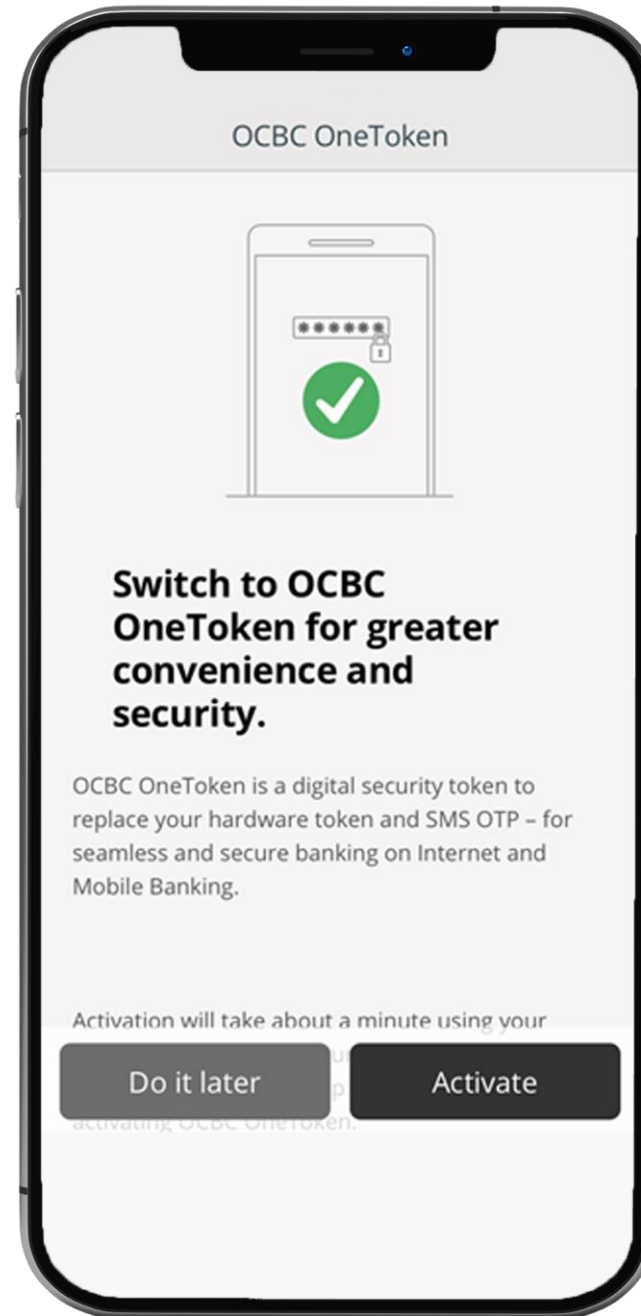 OCBC OneToken
******
Switch to OCBC
OneToken for greater
convenience and
security.
OCBC OneToken is a digital security token to
replace your hardware token and SMS OTP – for
seamless and secure banking on Internet and
Mobile Banking.
Activation will take about a minute using your
Do it later
Activate
activating OCBC OneToken.